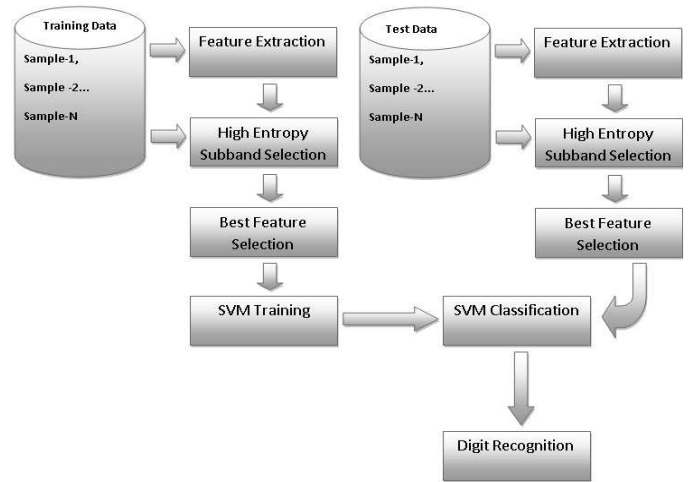 Training Data
Sample-1,
Sample -2...
Sample-N
Feature Extraction
High Entropy
Subband Selection
Best Feature
Selection
SVM Training
Test Data
Sample-1,
Sample -2...
Sample-N
Feature Extraction
High Entropy
Subband Selection
Best Feature
Selection
SVM Classification
Digit Recognition